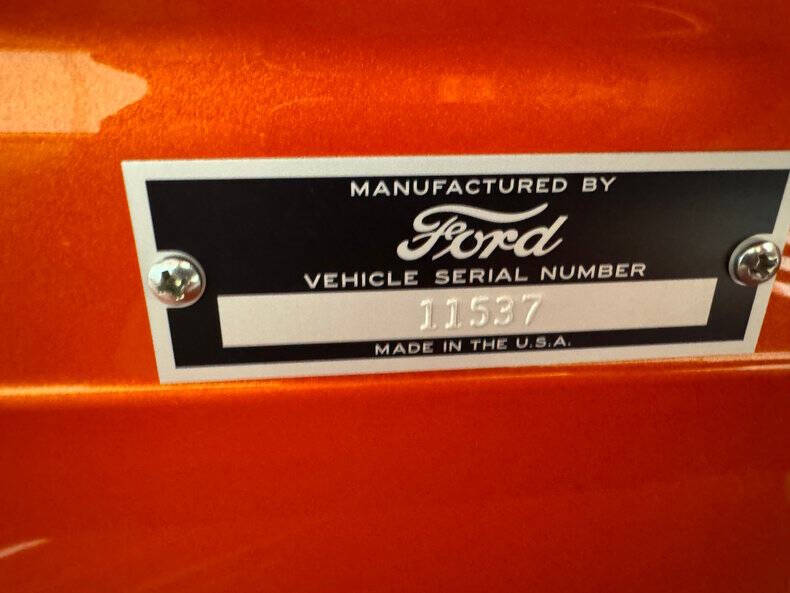 MANUFACTURED BY
Ford
VEHICLE SERIAL NUMBER
11537
MADE IN THE U.S.A.